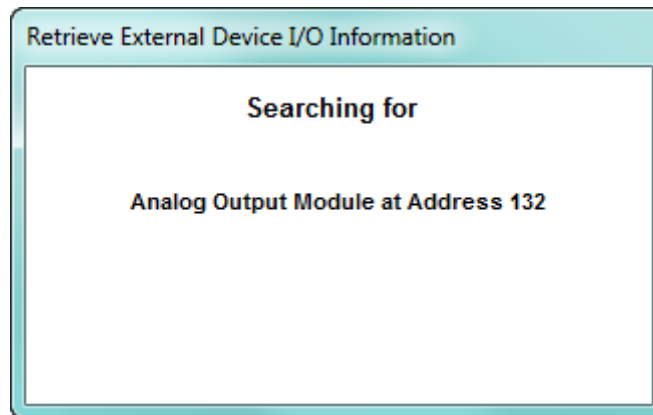 Retrieve External Device I/O Information
Searching for
Analog Output Module at Address 132